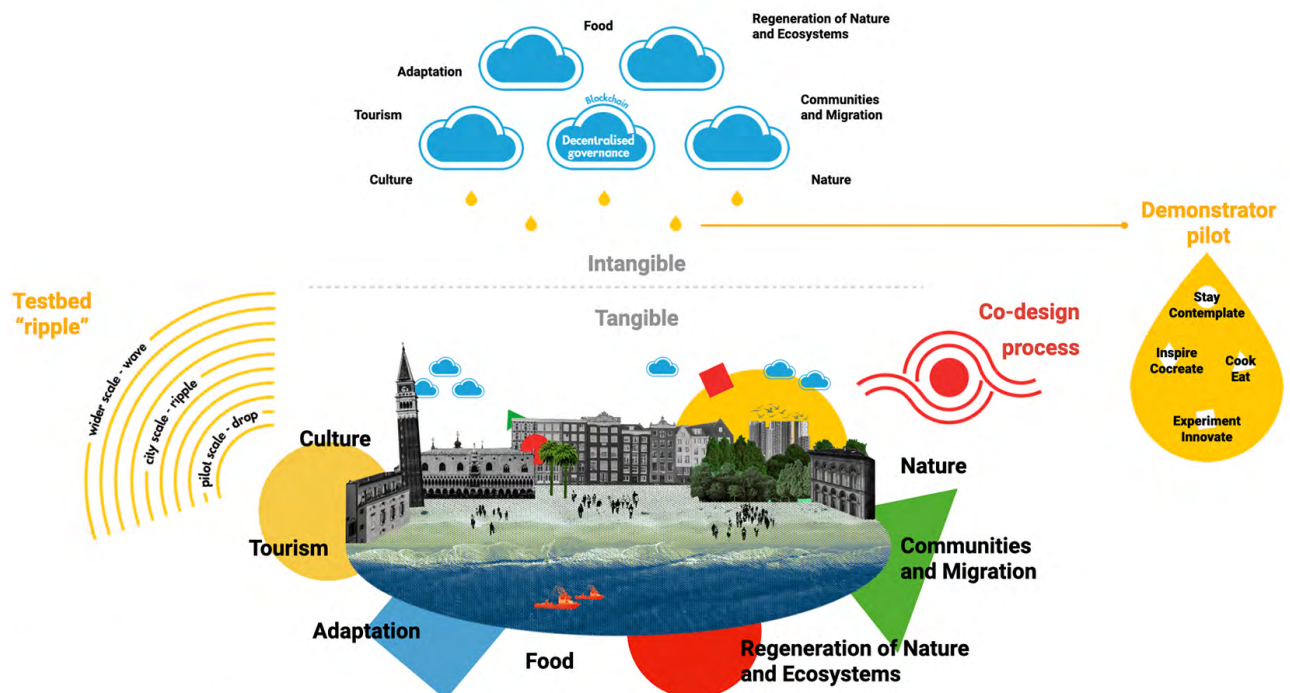 Food
Regeneration of Nature
and Ecosystems
Adaptation
Tourism
Blockchain
Decentralised
governance
Communities
and Migration
Culture
Nature
Demonstrator
pilot
Intangible
Tangible
Testbed
“ripple”
wider scale - wave
city scale - ripple
pilot scale - drop
Co-design
process
Stay
Contemplate
Inspire
Cocreate
Cook
Eat
Experiment
Innovate
Culture
Nature
Tourism
Communities
and Migration
Adaptation
Food
Regeneration of Nature
and Ecosystems